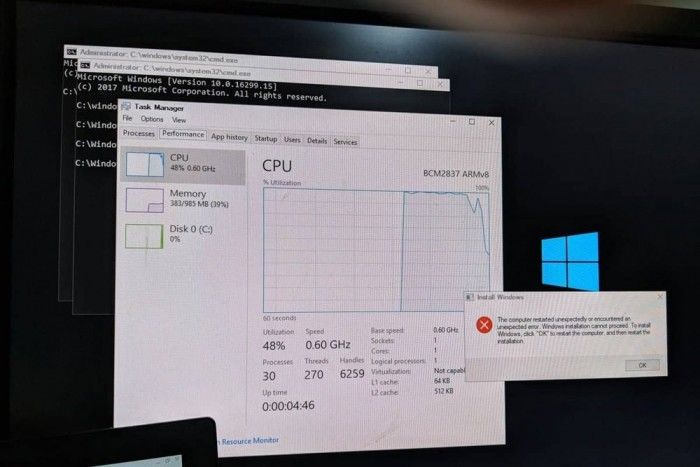 Administrator: C:\windows\system32\cmd.exe
Mic
(c)
C:\
Administrator: C:\windows\system32\cmd.exe
Microsoft Windows [Version 10.0.16299.15]
(c) 2017 Microsoft Corporation. All rights reserved.
C:\Windo
C:\Windo
C:\Windo
C:\Windo
Task Manager
File Options View
Processes Performance App history Startup Users Details Services
CPU
48% 0.60 GHz
Memory
383/985 MB (39%)
Disk 0 (C:)
0%
CPU BCM2837 ARMv8
% Utilization 100%
60 seconds
Utilization Speed
48% 0.60 GHz
Processes Threads Handles
30 270 6259
Up time
0:00:04:46
Base speed: 0.60 GHz
Sockets: 1
Cores: 1
Logical processors: 1
Virtualization: Not capabl
L1 cache: 64 KB
L2 cache: 512 KB
Resource Monitor
Install Windows
The computer restarted unexpectedly or encountered an
unexpected error. Windows installation cannot proceed. To install
Windows, click "OK" to restart the computer, and then restart the
installation.
OK